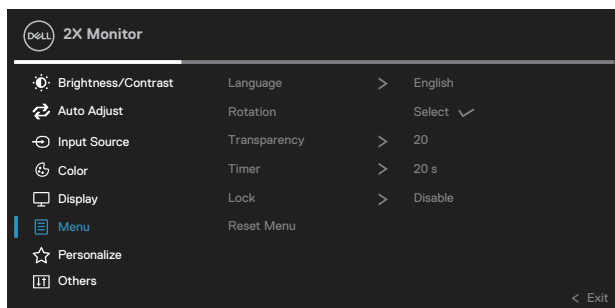 DELL 2X Monitor
Brightness/Contrast Language > English
Auto Adjust Rotation Select
Input Source Transparency > 20
Color Timer > 20 s
Display Lock > Disable
Menu Reset Menu
Personalize
Others
< Exit